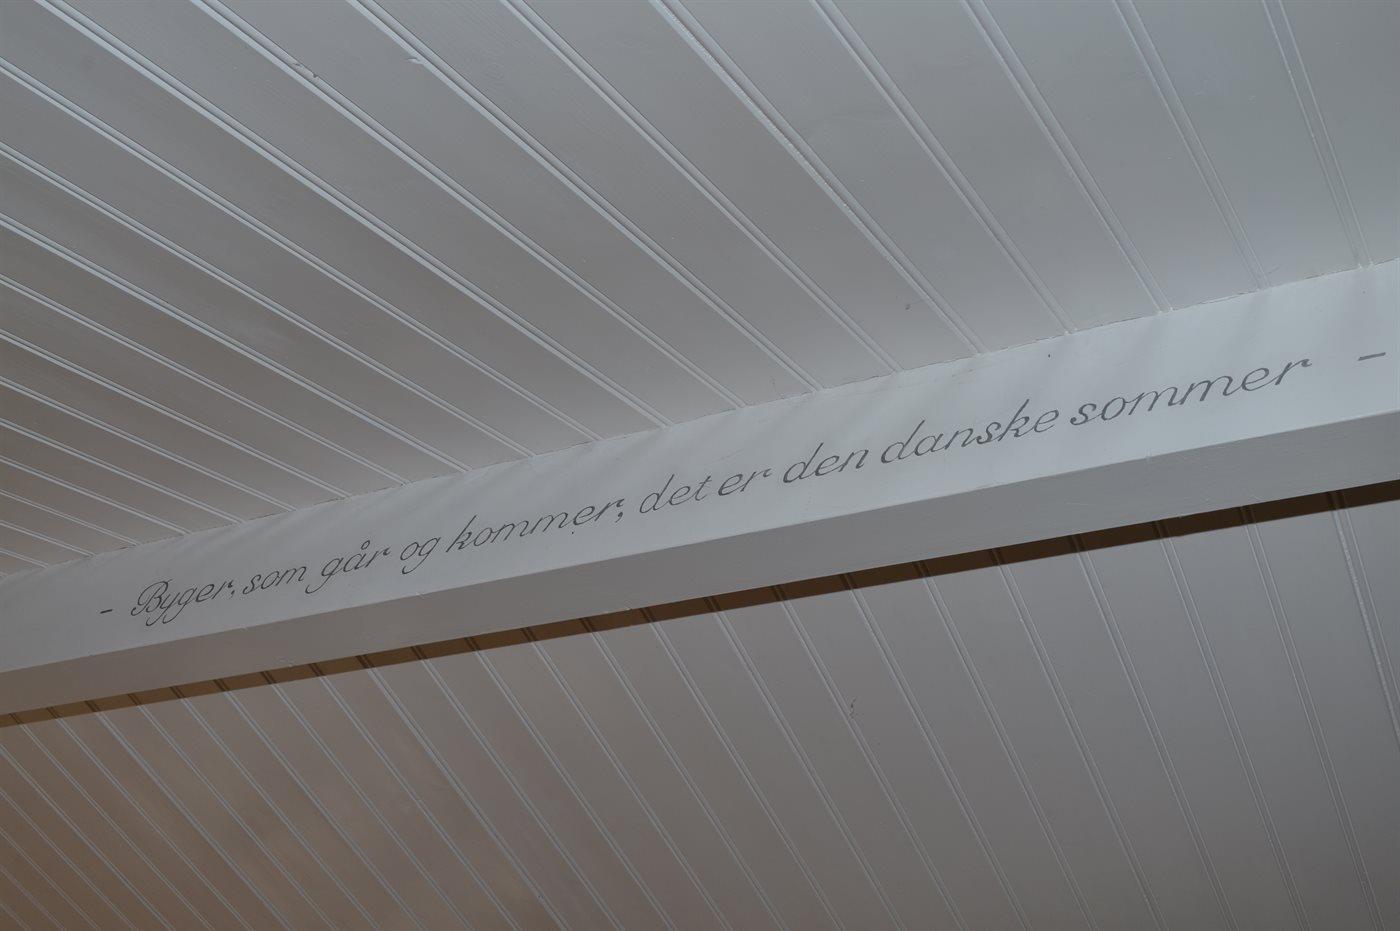 - Byger, som går og kommer, det er den danske sommer -